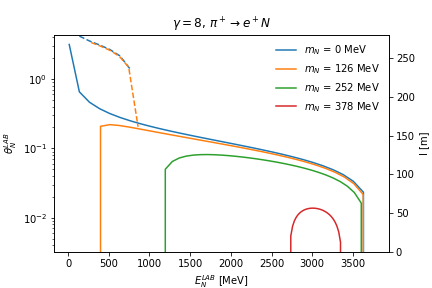 γ = 8, π⁺ → e⁺N
m_N = 0 MeV
m_N = 126 MeV
m_N = 252 MeV
m_N = 378 MeV
10⁰
10⁻¹
10⁻²
θ_N^LAB
250
200
150
100
50
0
l [m]
0 500 1000 1500 2000 2500 3000 3500
E_N^LAB [MeV]